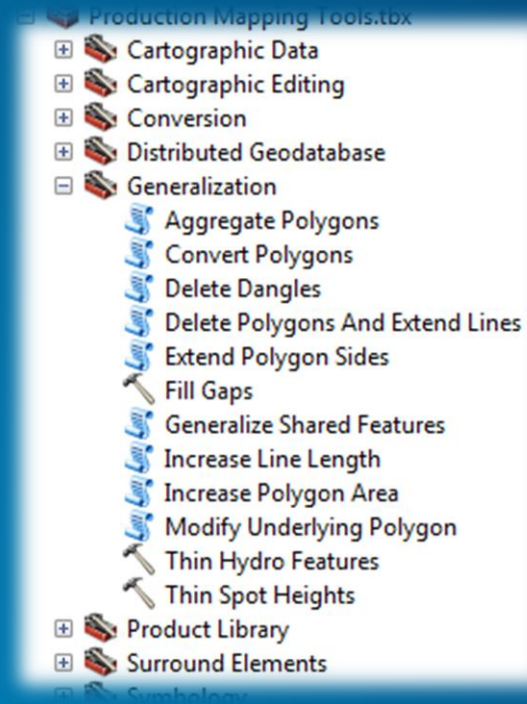 Production Mapping Tools.tbx
Cartographic Data
Cartographic Editing
Conversion
Distributed Geodatabase
Generalization
Aggregate Polygons
Convert Polygons
Delete Dangles
Delete Polygons And Extend Lines
Extend Polygon Sides
Fill Gaps
Generalize Shared Features
Increase Line Length
Increase Polygon Area
Modify Underlying Polygon
Thin Hydro Features
Thin Spot Heights
Product Library
Surround Elements
Symbology